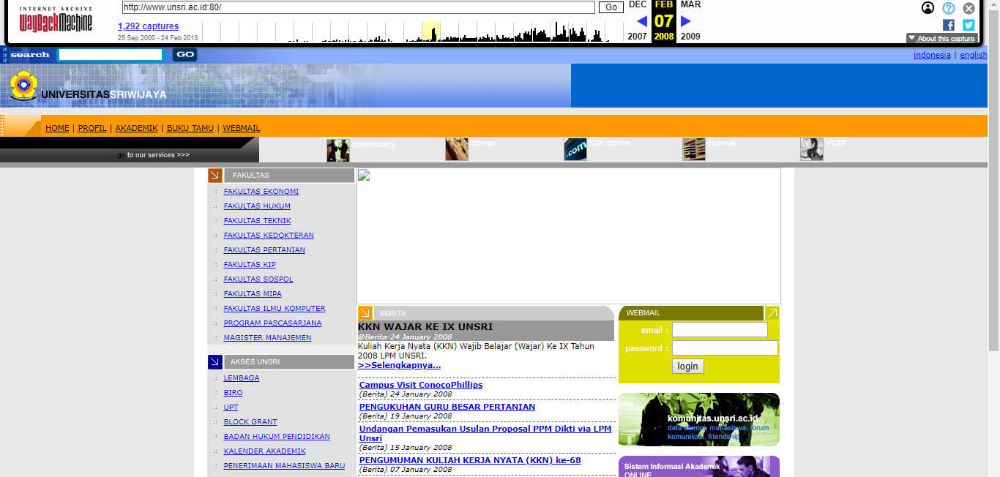 INTERNET ARCHIVE
WayBackMachine
http://www.unsri.ac.id:80/
Go
DEC
FEB
MAR
1,292 captures
07
25 Sep 2000 - 24 Feb 2018
2007
2008
2009
About this capture
search
GO
indonesia | english
UNIVERSITASSRIWIJAYA
HOME | PROFIL | AKADEMIK | BUKU TAMU | WEBMAIL
go to our services >>>
community
career
.com
SIA online
journal
VOIP
FAKULTAS
:: FAKULTAS EKONOMI
:: FAKULTAS HUKUM
:: FAKULTAS TEKNIK
:: FAKULTAS KEDOKTERAN
:: FAKULTAS PERTANIAN
:: FAKULTAS KIP
:: FAKULTAS SOSPOL
:: FAKULTAS MIPA
:: FAKULTAS ILMU KOMPUTER
:: PROGRAM PASCASARJANA
:: MAGISTER MANAJEMEN
AKSES UNSRI
:: LEMBAGA
:: BIRO
:: UPT
:: BLOCK GRANT
:: BADAN HUKUM PENDIDIKAN
:: KALENDER AKADEMIK
:: PENERIMAAN MAHASISWA BARU
BERITA
KKN WAJAR KE IX UNSRI
@Berita-24 January 2008
Kuliah Kerja Nyata (KKN) Wajib Belajar (Wajar) Ke IX Tahun
2008 LPM UNSRI.
>>Selengkapnya...
Campus Visit ConocoPhillips
(Berita) 24 January 2008
PENGUKUHAN GURU BESAR PERTANIAN
(Berita) 19 January 2008
Undangan Pemasukan Usulan Proposal PPM Dikti via LPM
Unsri
(Berita) 15 January 2008
PENGUMUMAN KULIAH KERJA NYATA (KKN) ke-68
(Berita) 07 January 2008
WEBMAIL
email :
password :
login
komunitas.unsri.ac.id
data alumni, mahasiswa, forum
komunikasi, friendship
Sistem Informasi Akademik
ONLINE